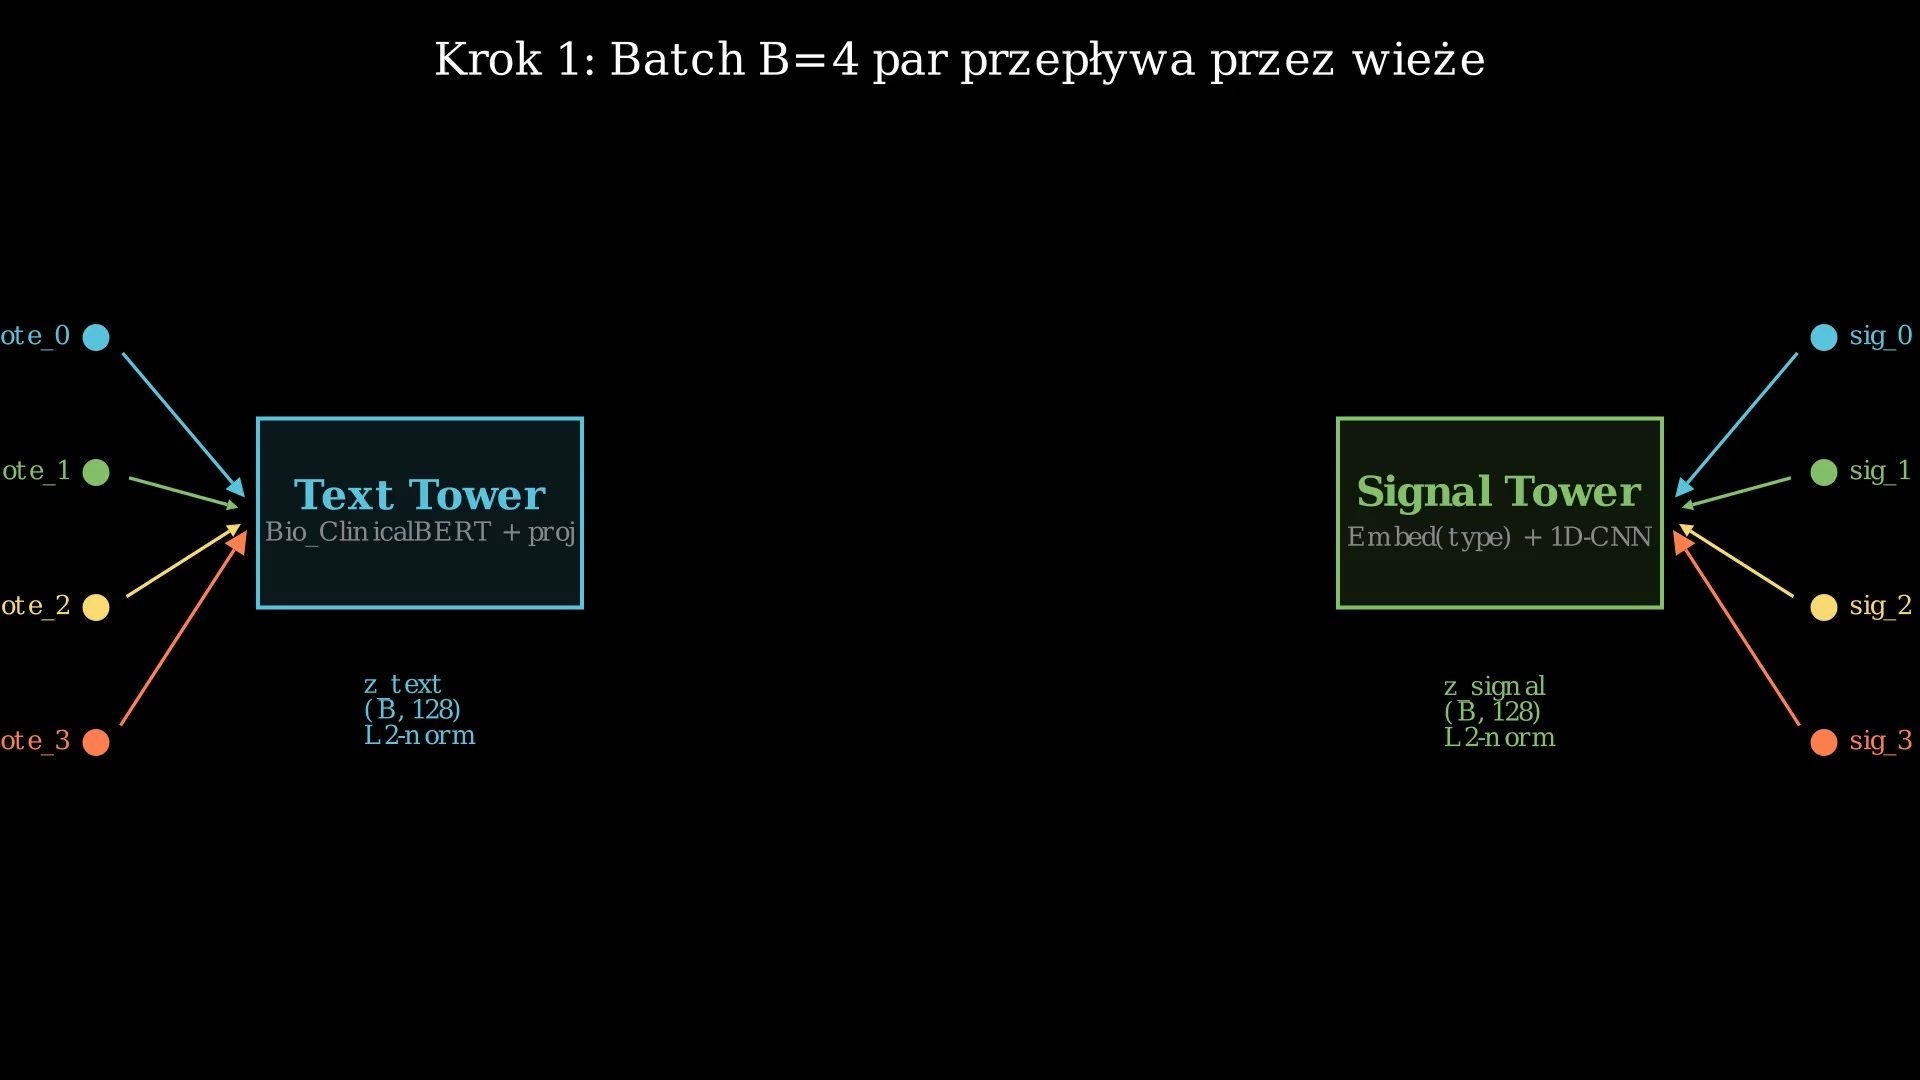 Krok 1: Batch B=4 par przepływa przez wieże
ote_0
sig_0
ote_1
sig_1
Text Tower
Bio_ClinicalBERT + proj
Signal Tower
Embed(type) + 1D-CNN
ote_2
sig_2
z_text
(B, 128)
L2-norm
z_signal
(B, 128)
L2-norm
ote_3
sig_3